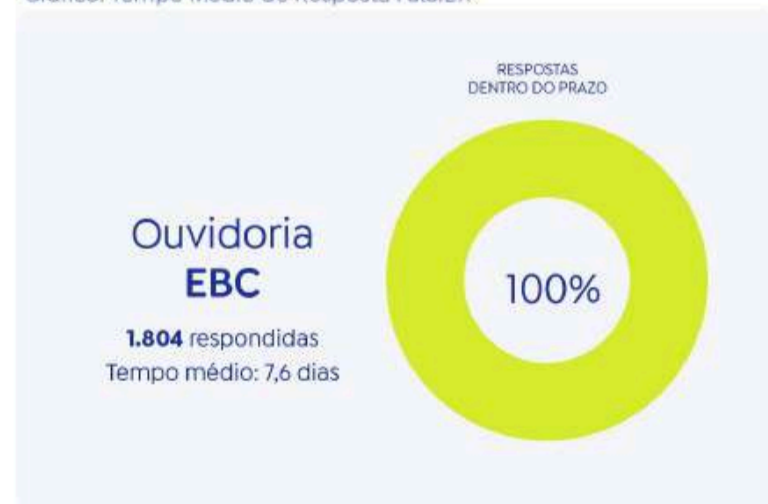 RESPOSTAS
DENTRO DO PRAZO
Ouvidoria
EBC
1.804 respondidas
Tempo médio: 7,6 dias
100%